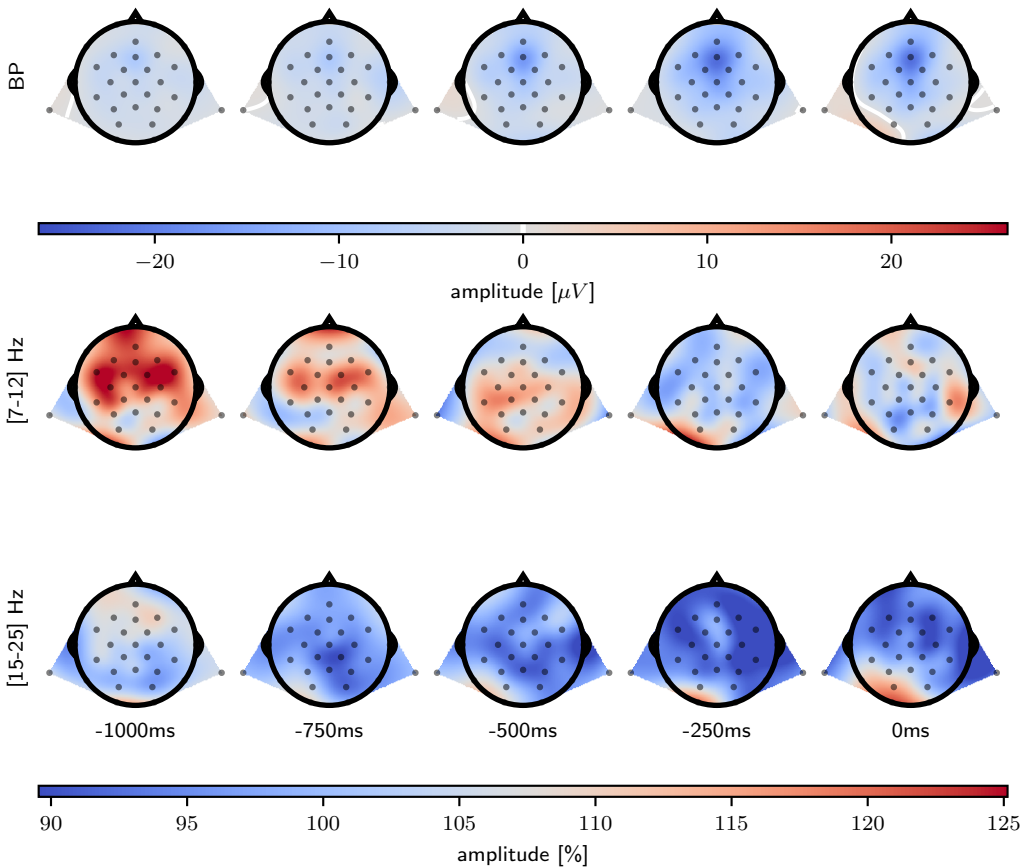 BP
−20 −10 0 10 20
amplitude [μV]
[7-12] Hz
[15-25] Hz
-1000ms -750ms -500ms -250ms 0ms
90 95 100 105 110 115 120 125
amplitude [%]